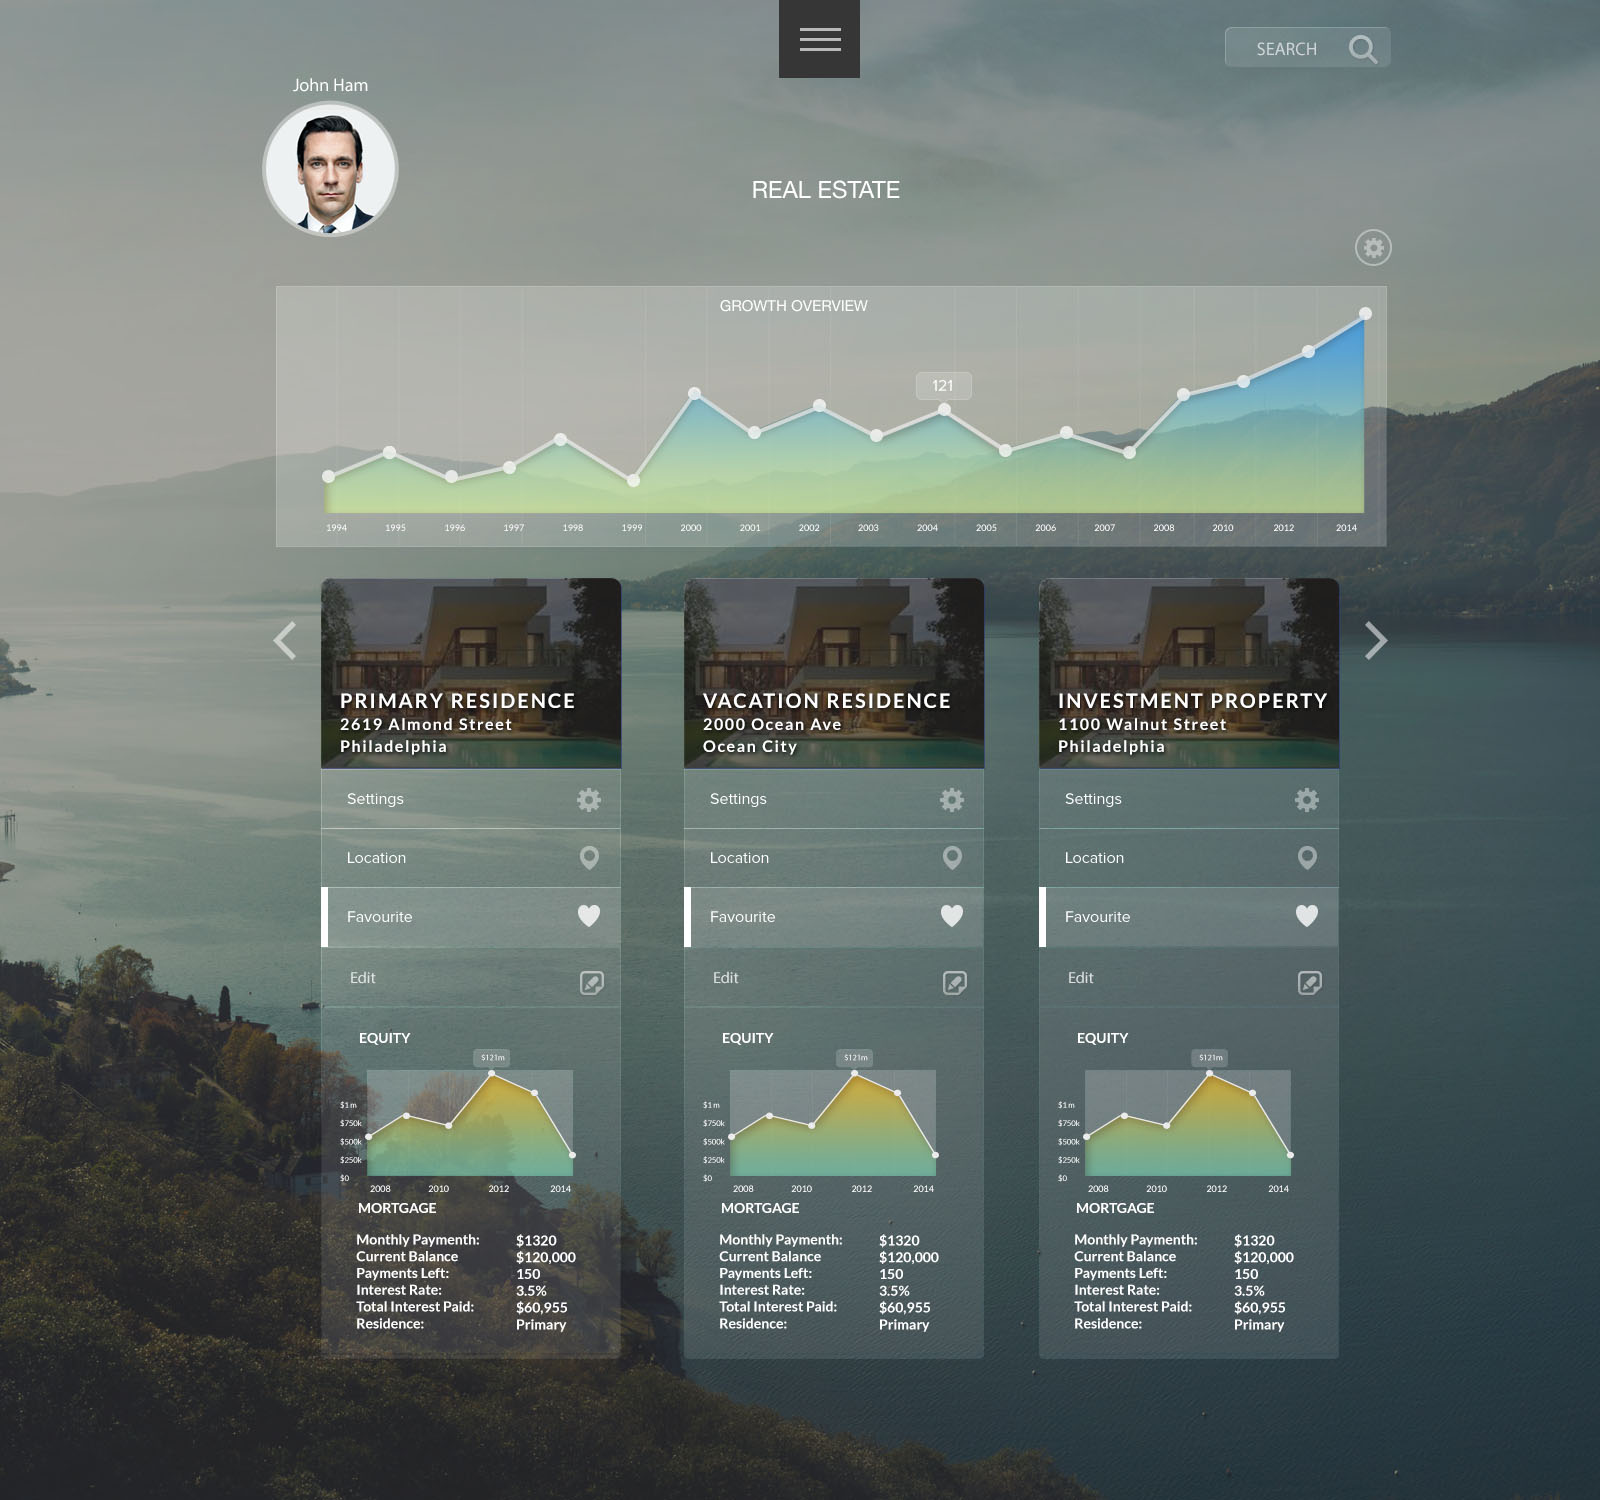 SEARCH
John Ham
REAL ESTATE
GROWTH OVERVIEW
121
1994 1995 1996 1997 1998 1999 2000 2001 2002 2003 2004 2005 2006 2007 2008 2010 2012 2014
PRIMARY RESIDENCE
2619 Almond Street
Philadelphia
Settings
Location
Favourite
Edit
EQUITY
$121m
$1m
$750k
$500k
$250k
$0
2008 2010 2012 2014
MORTGAGE
Monthly Paymenth: $1320
Current Balance $120,000
Payments Left: 150
Interest Rate: 3.5%
Total Interest Paid: $60,955
Residence: Primary
VACATION RESIDENCE
2000 Ocean Ave
Ocean City
Settings
Location
Favourite
Edit
EQUITY
$121m
$1m
$750k
$500k
$250k
$0
2008 2010 2012 2014
MORTGAGE
Monthly Paymenth: $1320
Current Balance $120,000
Payments Left: 150
Interest Rate: 3.5%
Total Interest Paid: $60,955
Residence: Primary
INVESTMENT PROPERTY
1100 Walnut Street
Philadelphia
Settings
Location
Favourite
Edit
EQUITY
$121m
$1m
$750k
$500k
$250k
$0
2008 2010 2012 2014
MORTGAGE
Monthly Paymenth: $1320
Current Balance $120,000
Payments Left: 150
Interest Rate: 3.5%
Total Interest Paid: $60,955
Residence: Primary